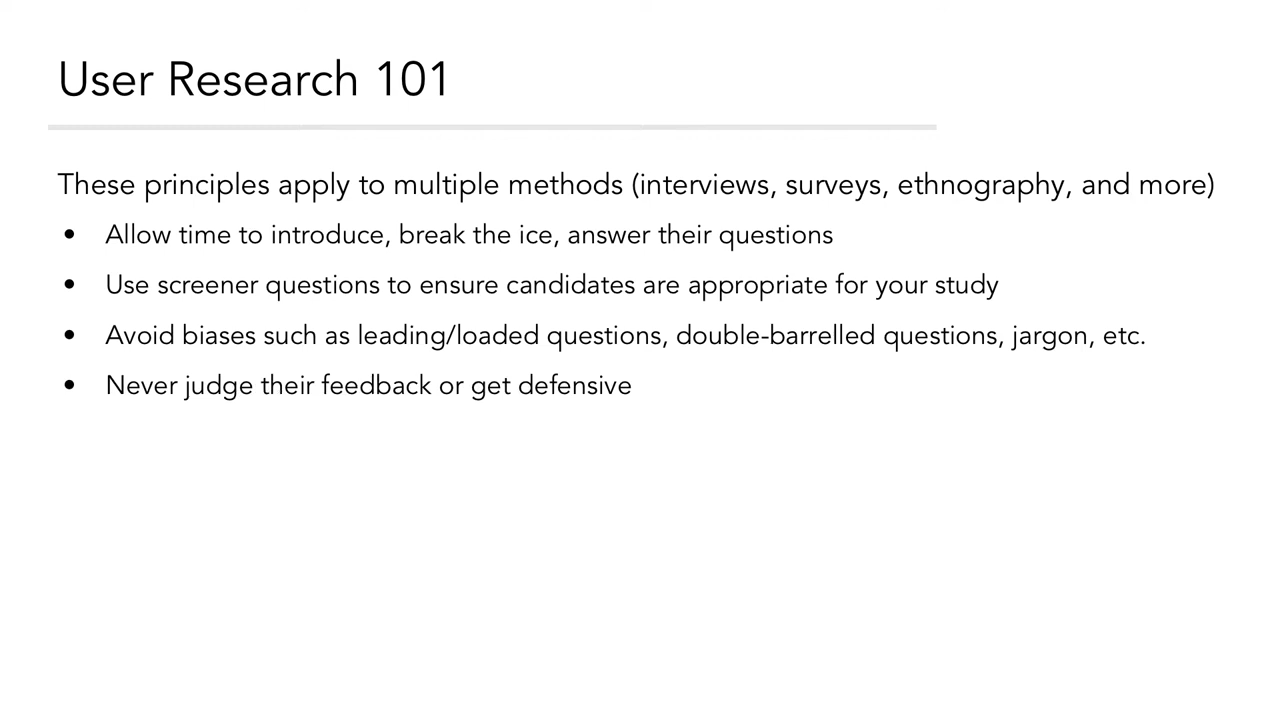 User Research 101
These principles apply to multiple methods (interviews, surveys, ethnography, and more)
• Allow time to introduce, break the ice, answer their questions
• Use screener questions to ensure candidates are appropriate for your study
• Avoid biases such as leading/loaded questions, double-barrelled questions, jargon, etc.
• Never judge their feedback or get defensive